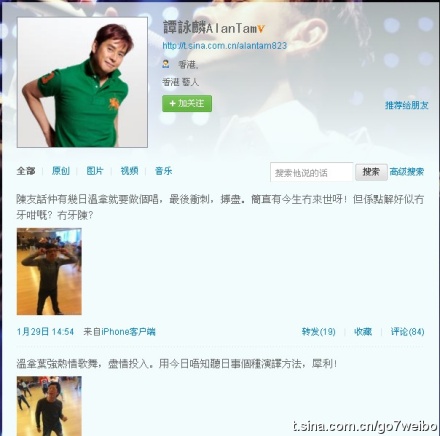 譚詠麟AlanTam
http://t.sina.com.cn/alantam823
香港,
香港 藝人
+ 加关注
推荐给朋友
全部 | 原创 | 图片 | 视频 | 音乐
搜索他说的话 搜索 高级搜索
陳友話仲有幾日溫拿就要做個唱，最後衝刺，搏盡。簡直有今生冇來世呀！但係點解好似冇
牙咁嘅？冇牙陳？
1月29日 14:54 来自iPhone客户端 转发(19) | 收藏 | 评论(84)
溫拿葉強熱情歌舞，盡情投入。用今日唔知聽日事個種演譯方法，犀利！
t.sina.com.cn/go7weibo